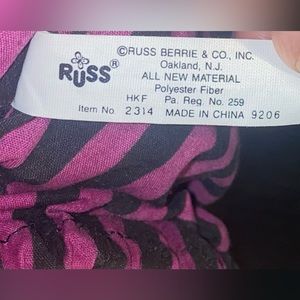 RUSS®
©RUSS BERRIE & CO., INC.
Oakland, N.J.
ALL NEW MATERIAL
Polyester Fiber
HKF Pa. Reg. No. 259
Item No. 2314 MADE IN CHINA 9206